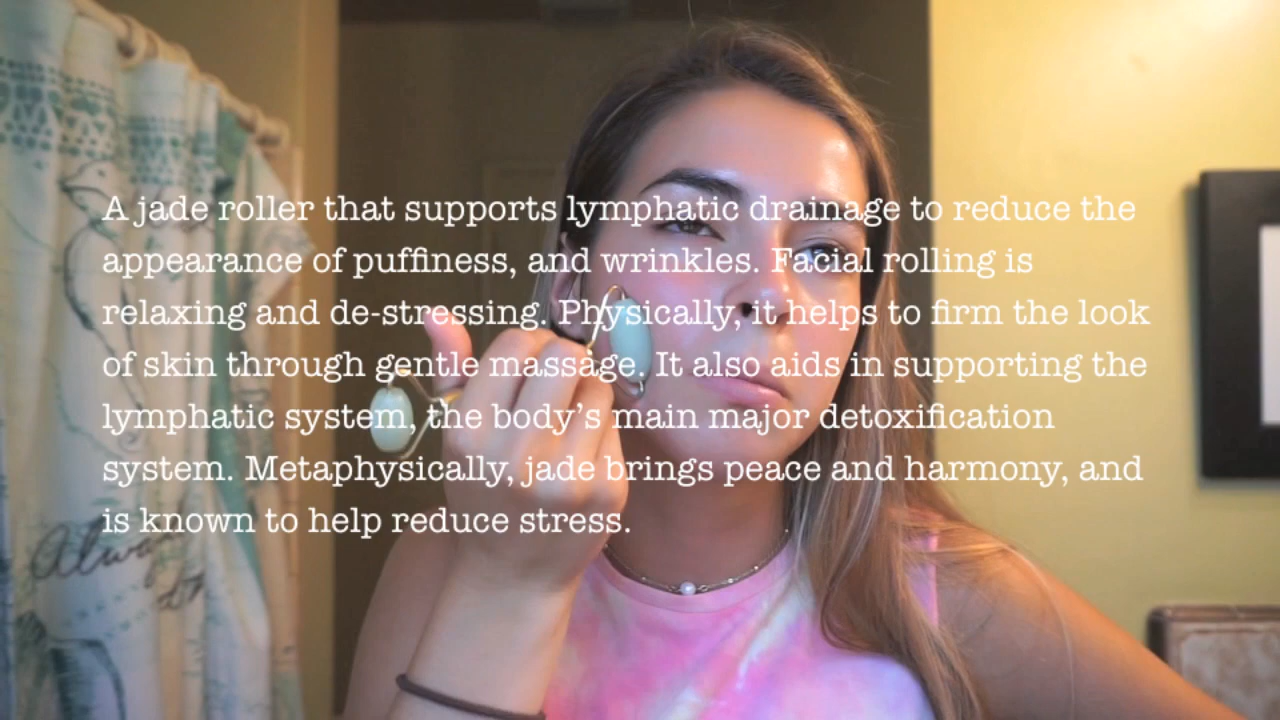 A jade roller that supports lymphatic drainage to reduce the
appearance of puffiness, and wrinkles. Facial rolling is
relaxing and de-stressing. Physically, it helps to firm the look
of skin through gentle massage. It also aids in supporting the
lymphatic system, the body’s main major detoxification
system. Metaphysically, jade brings peace and harmony, and
is known to help reduce stress.